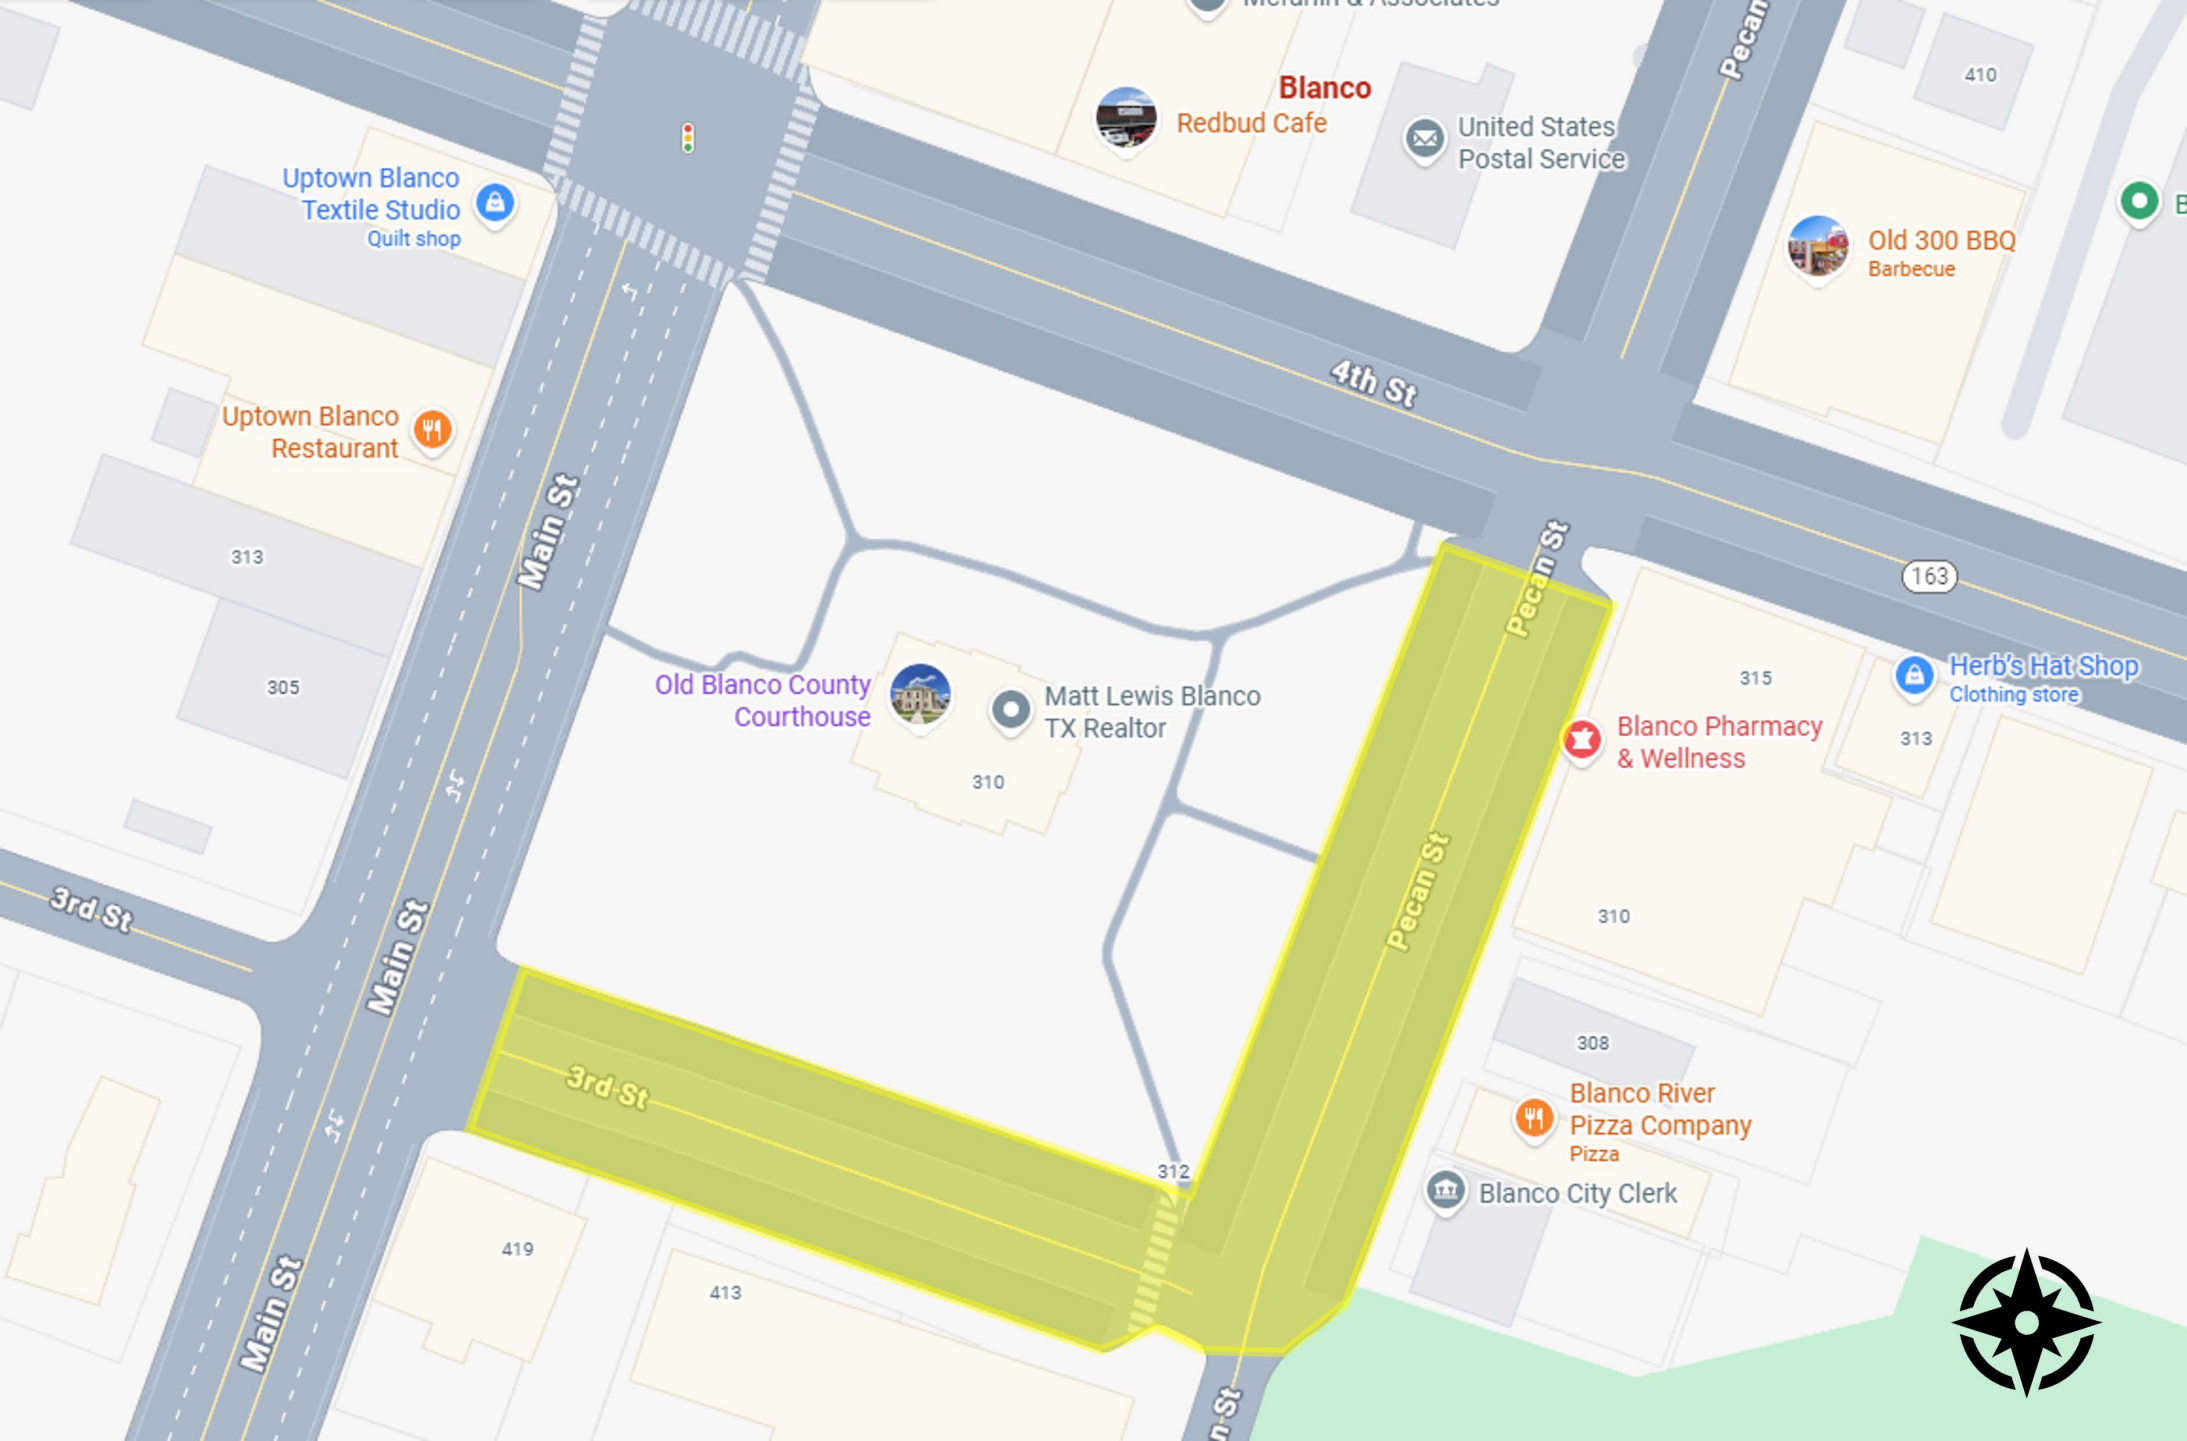 Blanco
Redbud Cafe
United States
Postal Service
Pecan
410
Uptown Blanco
Textile Studio
Quilt shop
Old 300 BBQ
Barbecue
B
4th St
Uptown Blanco
Restaurant
Main St
313
Pecan St
163
305
Old Blanco County
Courthouse
Matt Lewis Blanco
TX Realtor
310
315
Herb's Hat Shop
Clothing store
313
Blanco Pharmacy
& Wellness
3rd St
Main St
Pecan St
310
308
3rd St
Blanco River
Pizza Company
Pizza
312
Blanco City Clerk
419
413
Main St
n St